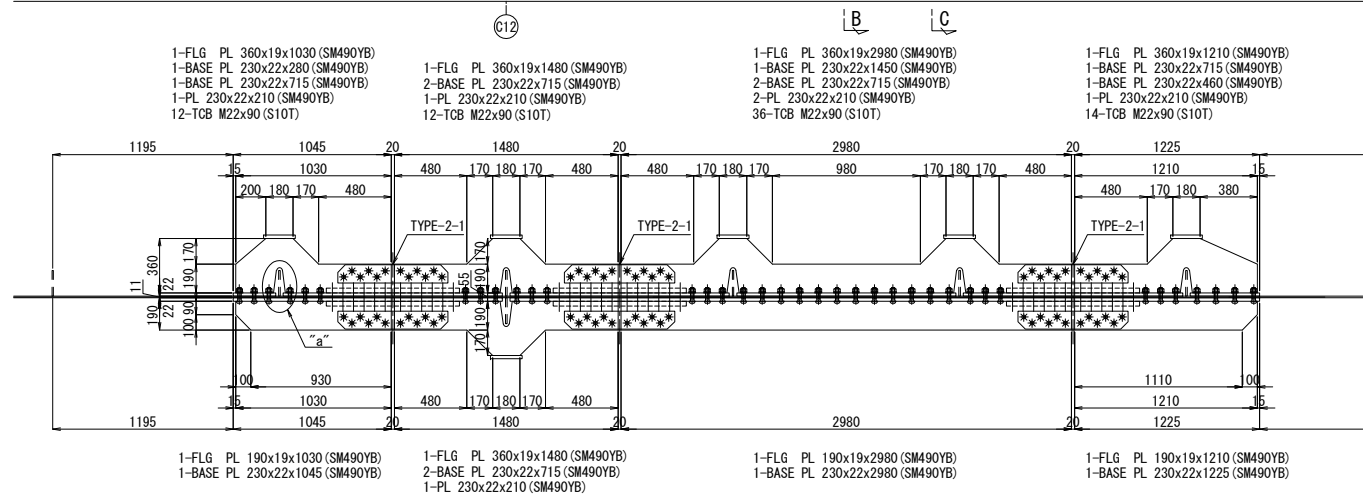 C12
B
C
1-FLG PL 360x19x1030(SM490YB)
1-BASE PL 230x22x280(SM490YB)
1-BASE PL 230x22x715(SM490YB)
1-PL 230x22x210(SM490YB)
12-TCB M22x90(S10T)
1-FLG PL 360x19x1480(SM490YB)
2-BASE PL 230x22x715(SM490YB)
1-PL 230x22x210(SM490YB)
12-TCB M22x90(S10T)
1-FLG PL 360x19x2980(SM490YB)
1-BASE PL 230x22x1450(SM490YB)
2-BASE PL 230x22x715(SM490YB)
2-PL 230x22x210(SM490YB)
36-TCB M22x90(S10T)
1-FLG PL 360x19x1210(SM490YB)
1-BASE PL 230x22x715(SM490YB)
1-BASE PL 230x22x460(SM490YB)
1-PL 230x22x210(SM490YB)
14-TCB M22x90(S10T)
1195 1045 20 1480 20 2980 20 1225
15 1030 480 170 180 170 480 480 170 180 170 980 170 180 170 480 1210 15
200 180 170 480 480 170 180 380
TYPE-2-1 TYPE-2-1 TYPE-2-1
360 170 190 22 11 22 190 90 100
170 190 55 190 170
"a"
100 930 1110 100
15 1030 480 170 180 170 480 1210 15
1195 1045 20 1480 20 2980 20 1225
1-FLG PL 190x19x1030(SM490YB)
1-BASE PL 230x22x1045(SM490YB)
1-FLG PL 360x19x1480(SM490YB)
2-BASE PL 230x22x715(SM490YB)
1-PL 230x22x210(SM490YB)
1-FLG PL 190x19x2980(SM490YB)
1-BASE PL 230x22x2980(SM490YB)
1-FLG PL 190x19x1210(SM490YB)
1-BASE PL 230x22x1225(SM490YB)